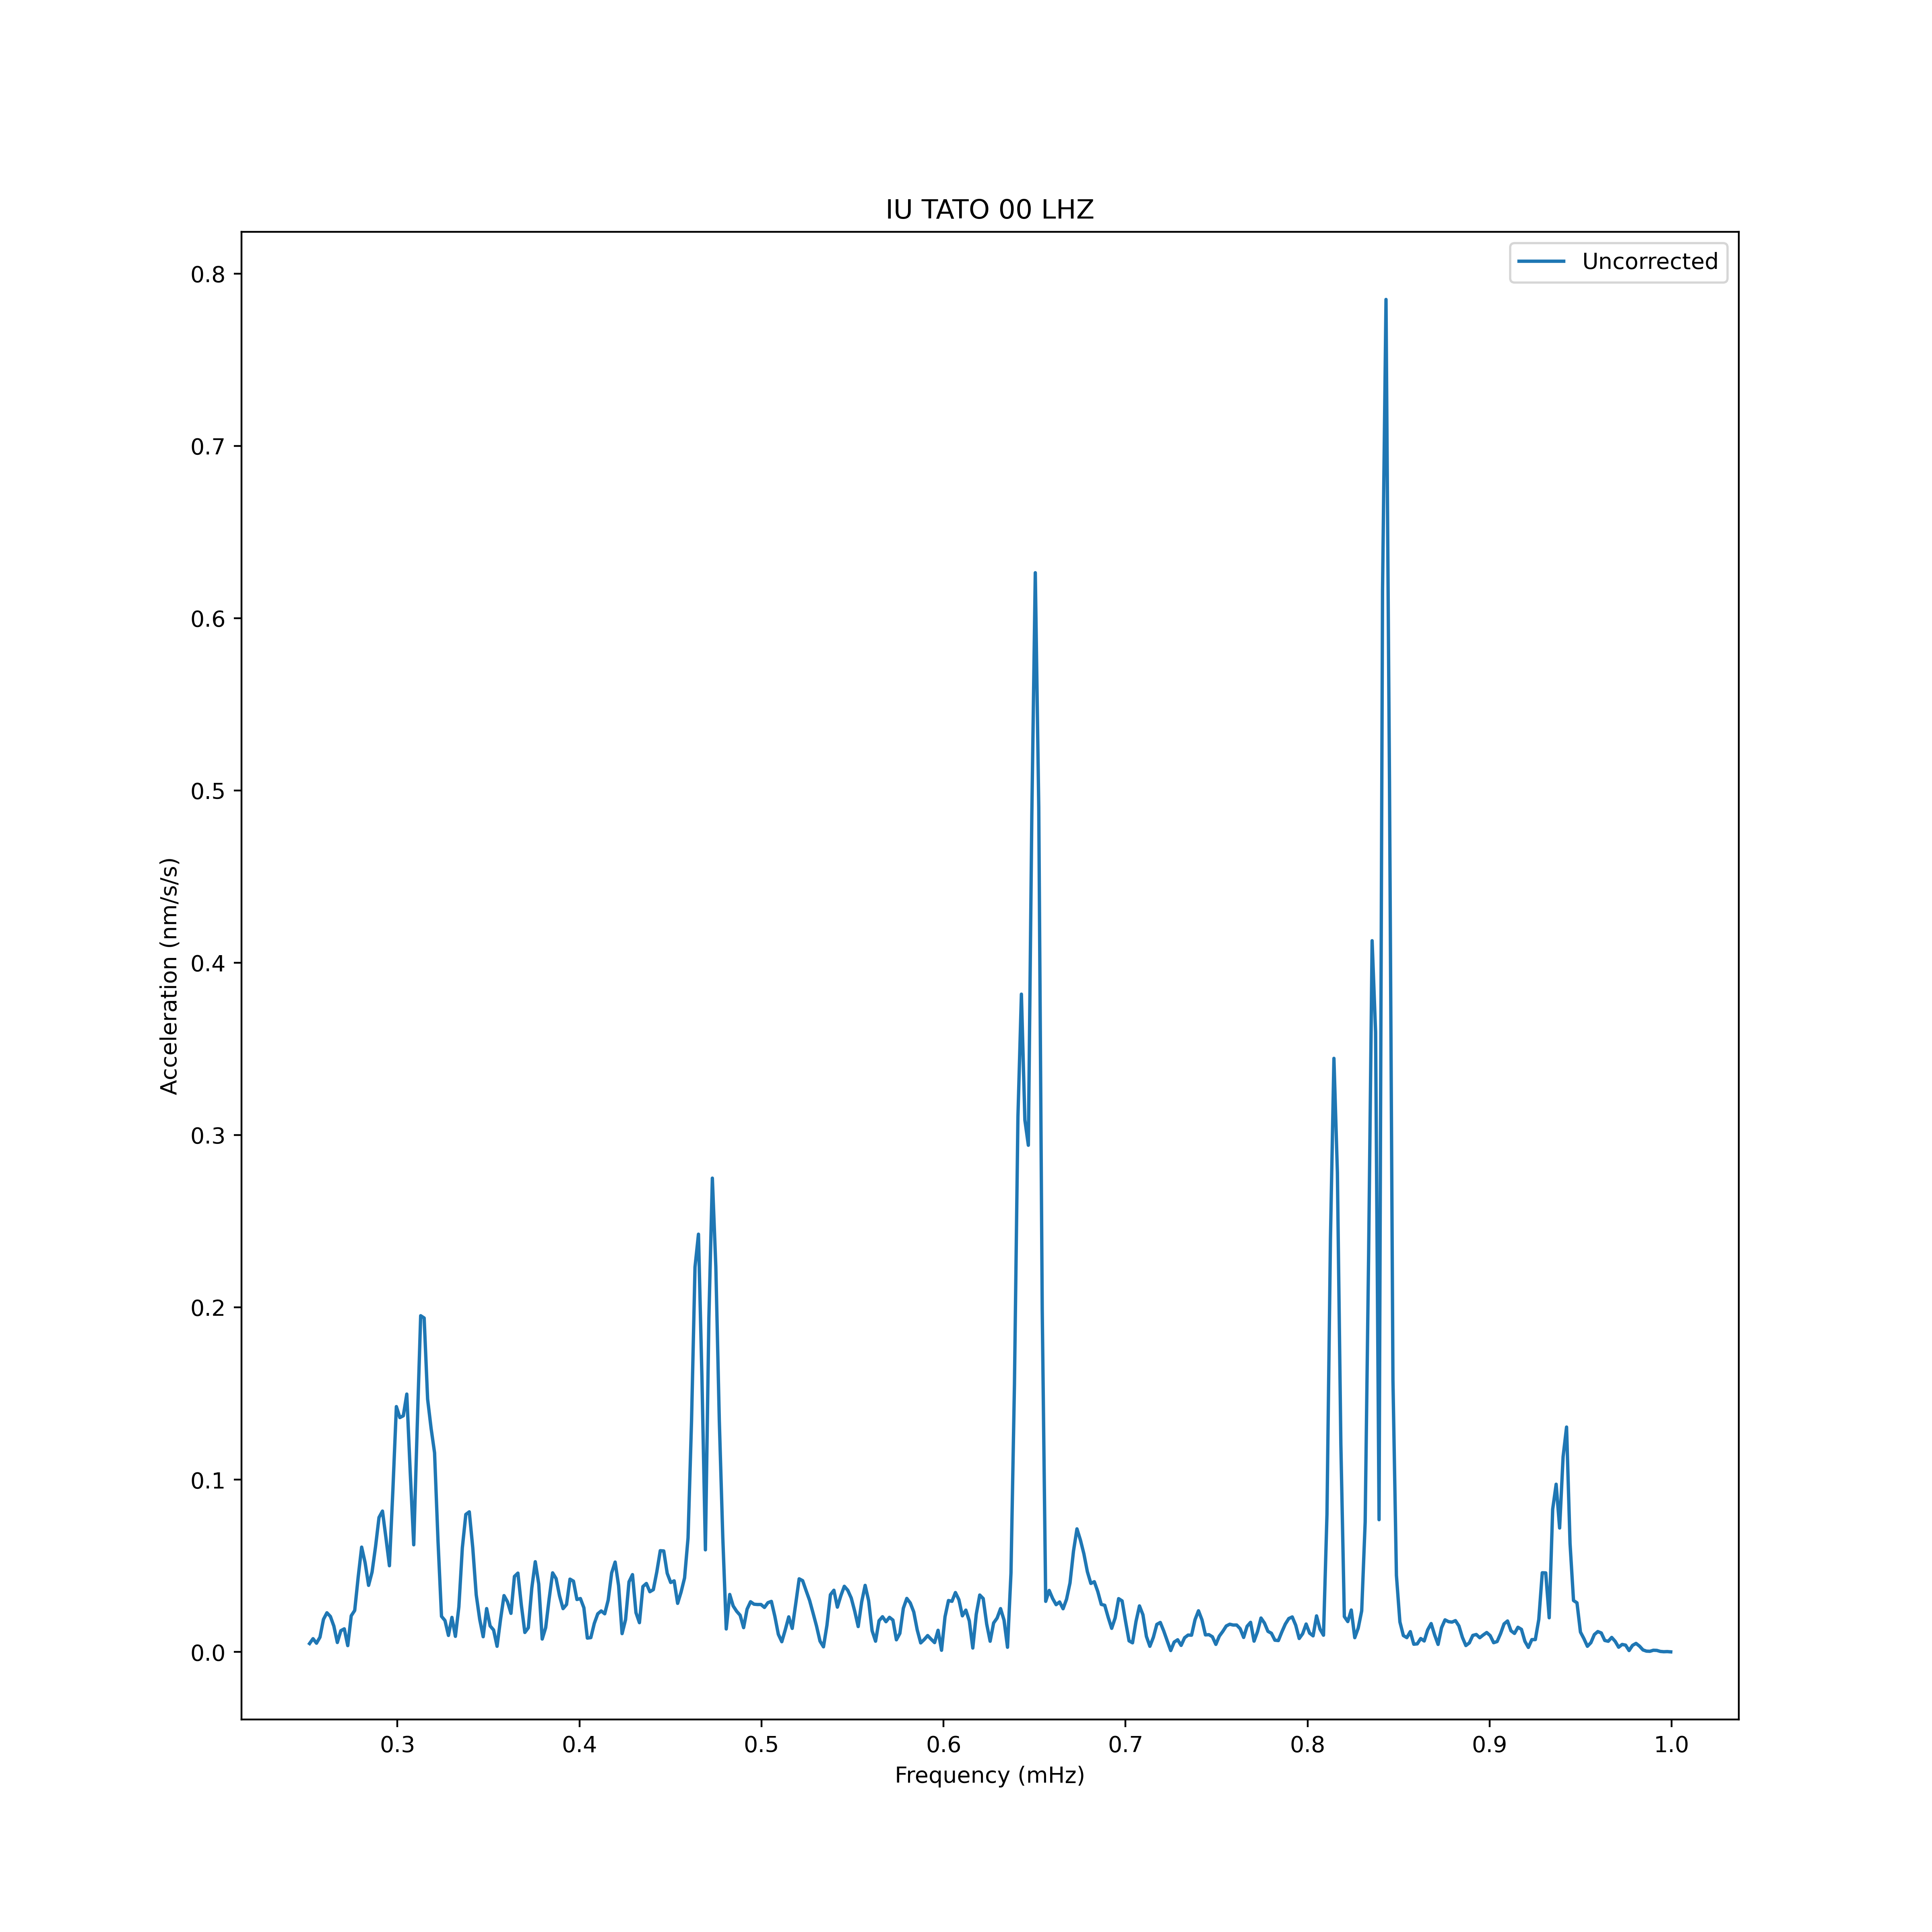 IU TATO 00 LHZ
Uncorrected
0.8
0.7
0.6
0.5
0.4
0.3
0.2
0.1
0.0
Acceleration (nm/s/s)
0.3 0.4 0.5 0.6 0.7 0.8 0.9 1.0
Frequency (mHz)